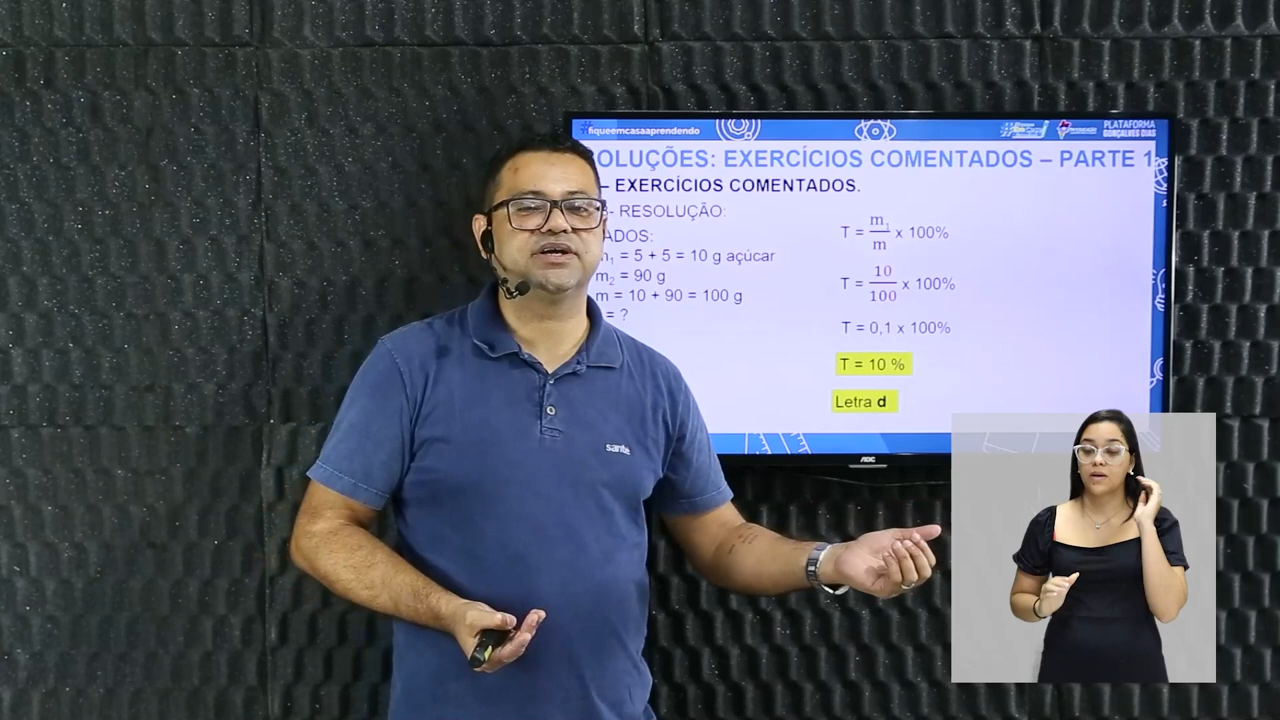 #fiqueemcasaaprendendo
PLATAFORMA
GONÇALVES DIAS
OLUÇÕES: EXERCÍCIOS COMENTADOS – PARTE 1
– EXERCÍCIOS COMENTADOS.
- RESOLUÇÃO:
ADOS:
m₁ = 5 + 5 = 10 g açúcar
m₂ = 90 g
m = 10 + 90 = 100 g
= ?
T = m₁/m x 100%
T = 10/100 x 100%
T = 0,1 x 100%
T = 10 %
Letra d
AOC
sante